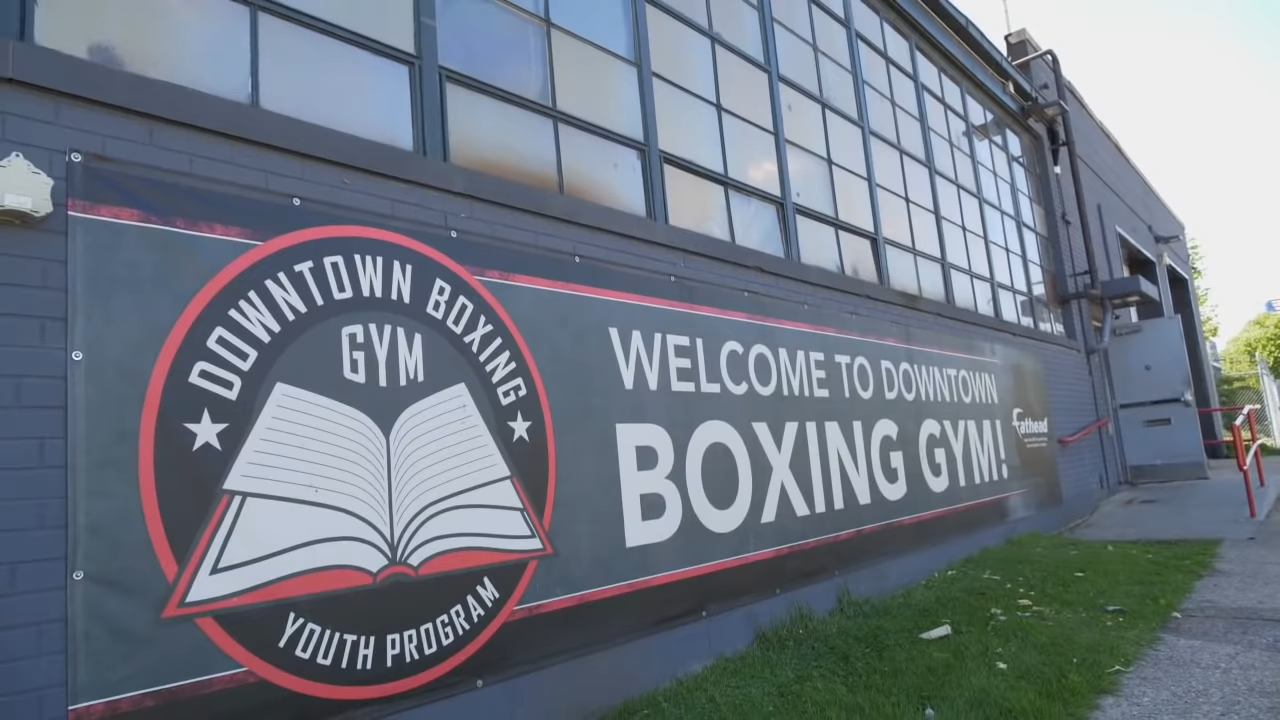 DOWNTOWN BOXING
GYM
YOUTH PROGRAM
WELCOME TO DOWNTOWN
BOXING GYM!
Fathead